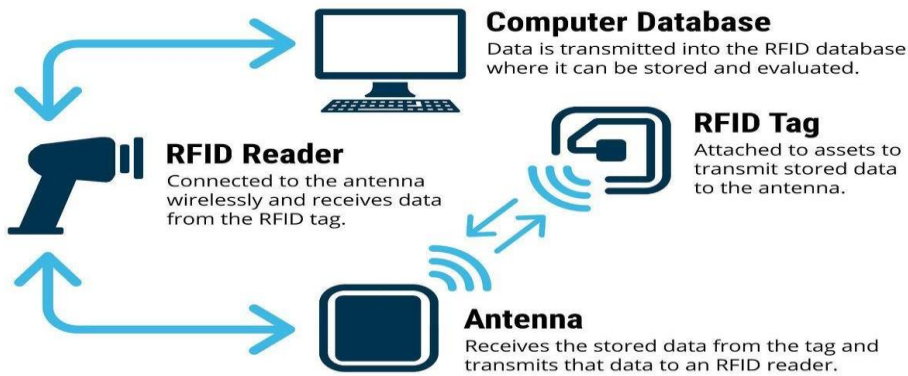 Computer Database
Data is transmitted into the RFID database
where it can be stored and evaluated.
RFID Tag
Attached to assets to
transmit stored data
to the antenna.
RFID Reader
Connected to the antenna
wirelessly and receives data
from the RFID tag.
Antenna
Receives the stored data from the tag and
transmits that data to an RFID reader.